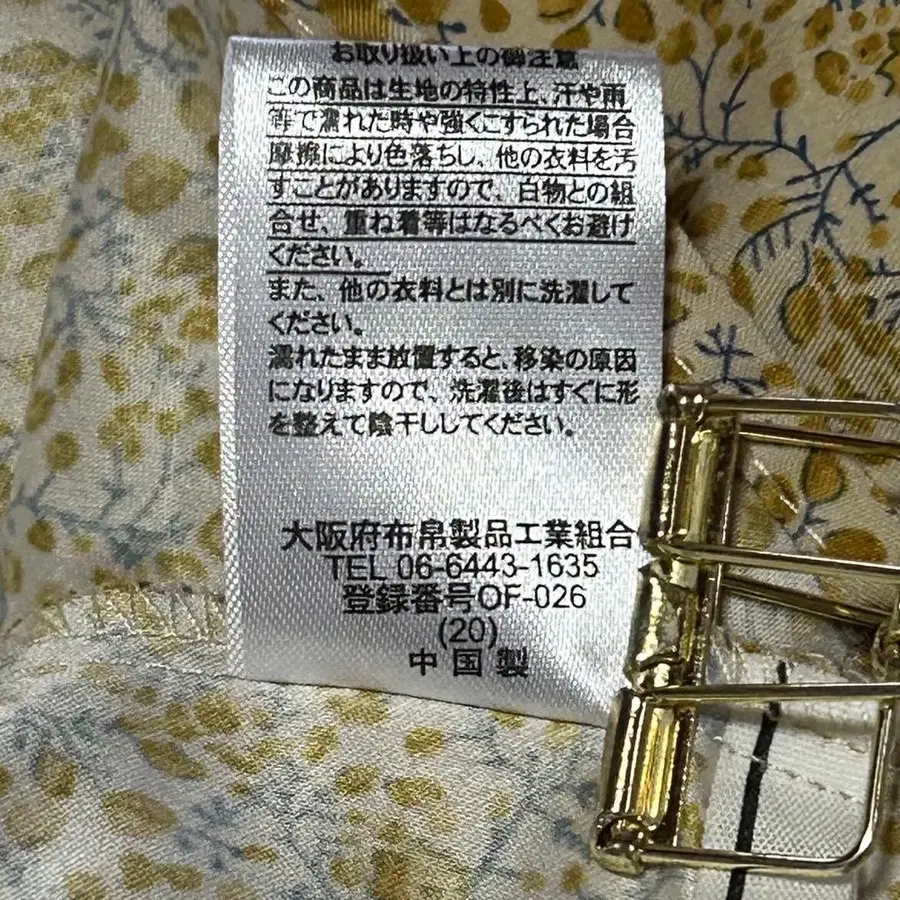 お取り扱い上の御注意
この商品は生地の特性上、汗や雨
等で濡れた時や強くこすられた場合
摩擦により色落ちし、他の衣料を汚
すことがありますので、白物との組
合せ、重ね着等はなるべくお避け
ください。
また、他の衣料とは別に洗濯して
ください。
濡れたまま放置すると、移染の原因
になりますので、洗濯後はすぐに形
を整えて陰干ししてください。
大阪府布帛製品工業組合
TEL 06-6443-1635
登録番号OF-026
(20)
中国製